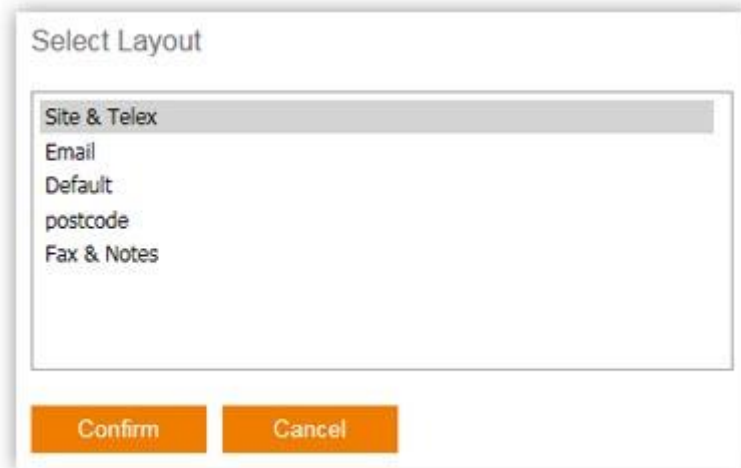 Select Layout
Site & Telex
Email
Default
postcode
Fax & Notes
Confirm Cancel